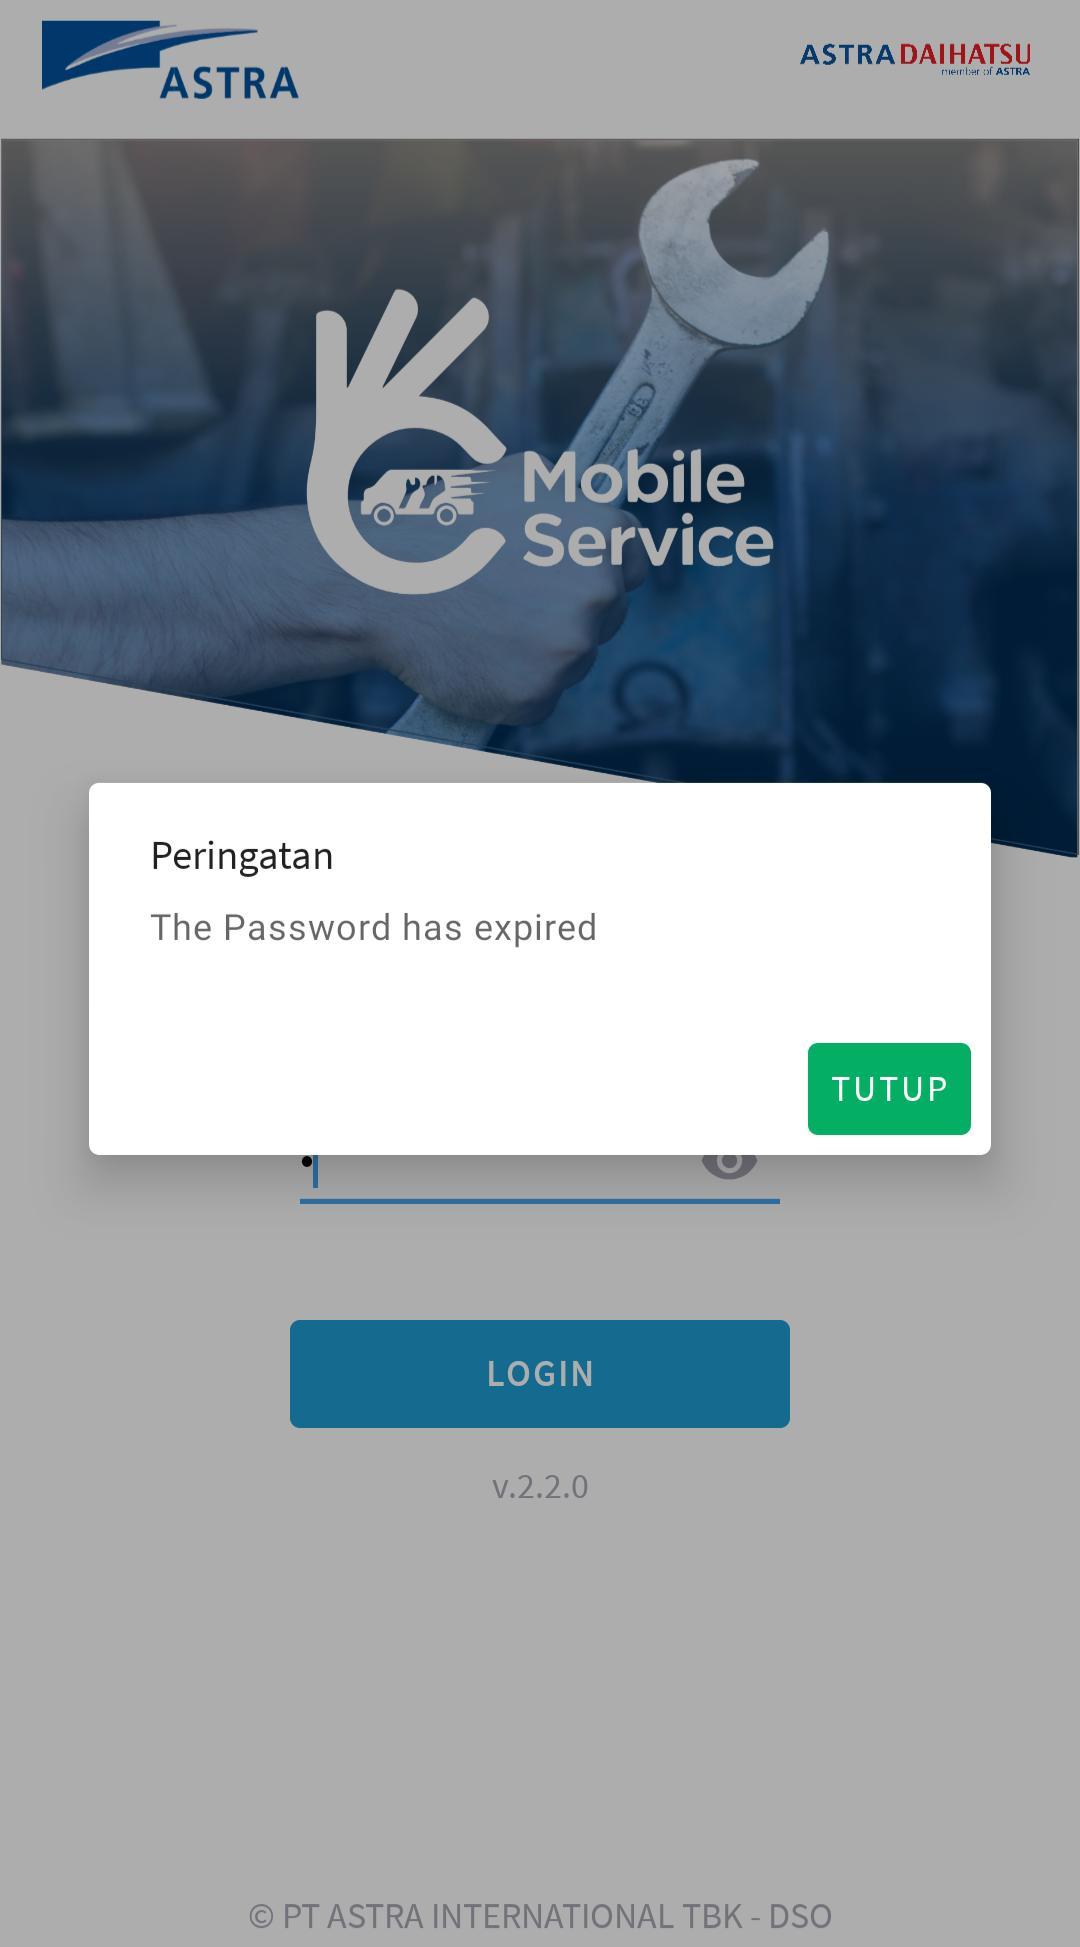 ASTRA
ASTRA DAIHATSU
member of ASTRA
Mobile
Service
Peringatan
The Password has expired
TUTUP
LOGIN
v.2.2.0
© PT ASTRA INTERNATIONAL TBK - DSO